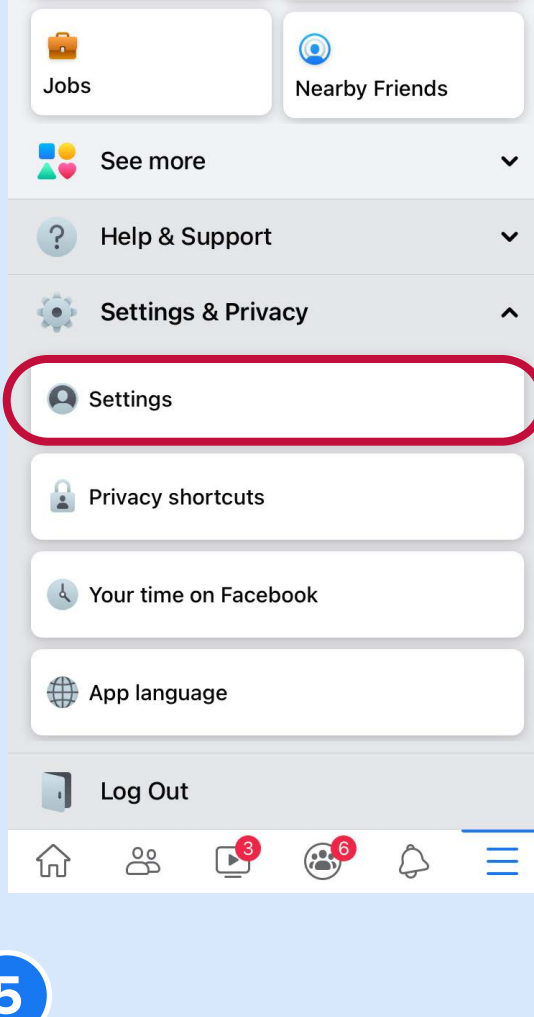 Jobs
Nearby Friends
See more
?
Help & Support
Settings & Privacy
Settings
Privacy shortcuts
Your time on Facebook
App language
Log Out
3
6
5